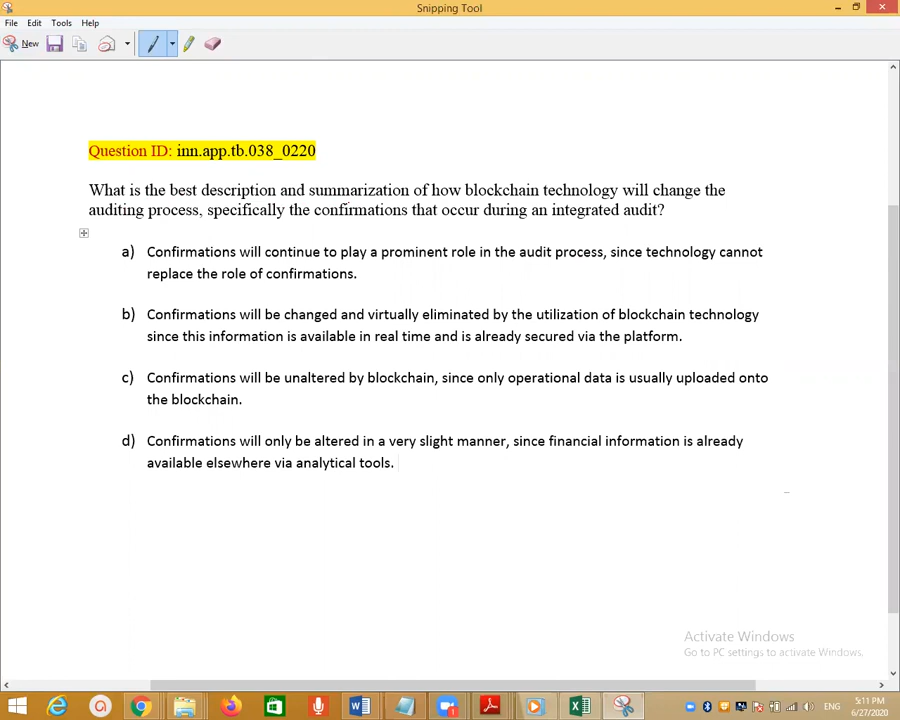 Snipping Tool
File Edit Tools Help
New
Question ID: inn.app.tb.038_0220
What is the best description and summarization of how blockchain technology will change the
auditing process, specifically the confirmations that occur during an integrated audit?
a) Confirmations will continue to play a prominent role in the audit process, since technology cannot
replace the role of confirmations.
b) Confirmations will be changed and virtually eliminated by the utilization of blockchain technology
since this information is available in real time and is already secured via the platform.
c) Confirmations will be unaltered by blockchain, since only operational data is usually uploaded onto
the blockchain.
d) Confirmations will only be altered in a very slight manner, since financial information is already
available elsewhere via analytical tools.
Activate Windows
Go to PC settings to activate Windows.
ENG
5:11 PM
6/27/2020